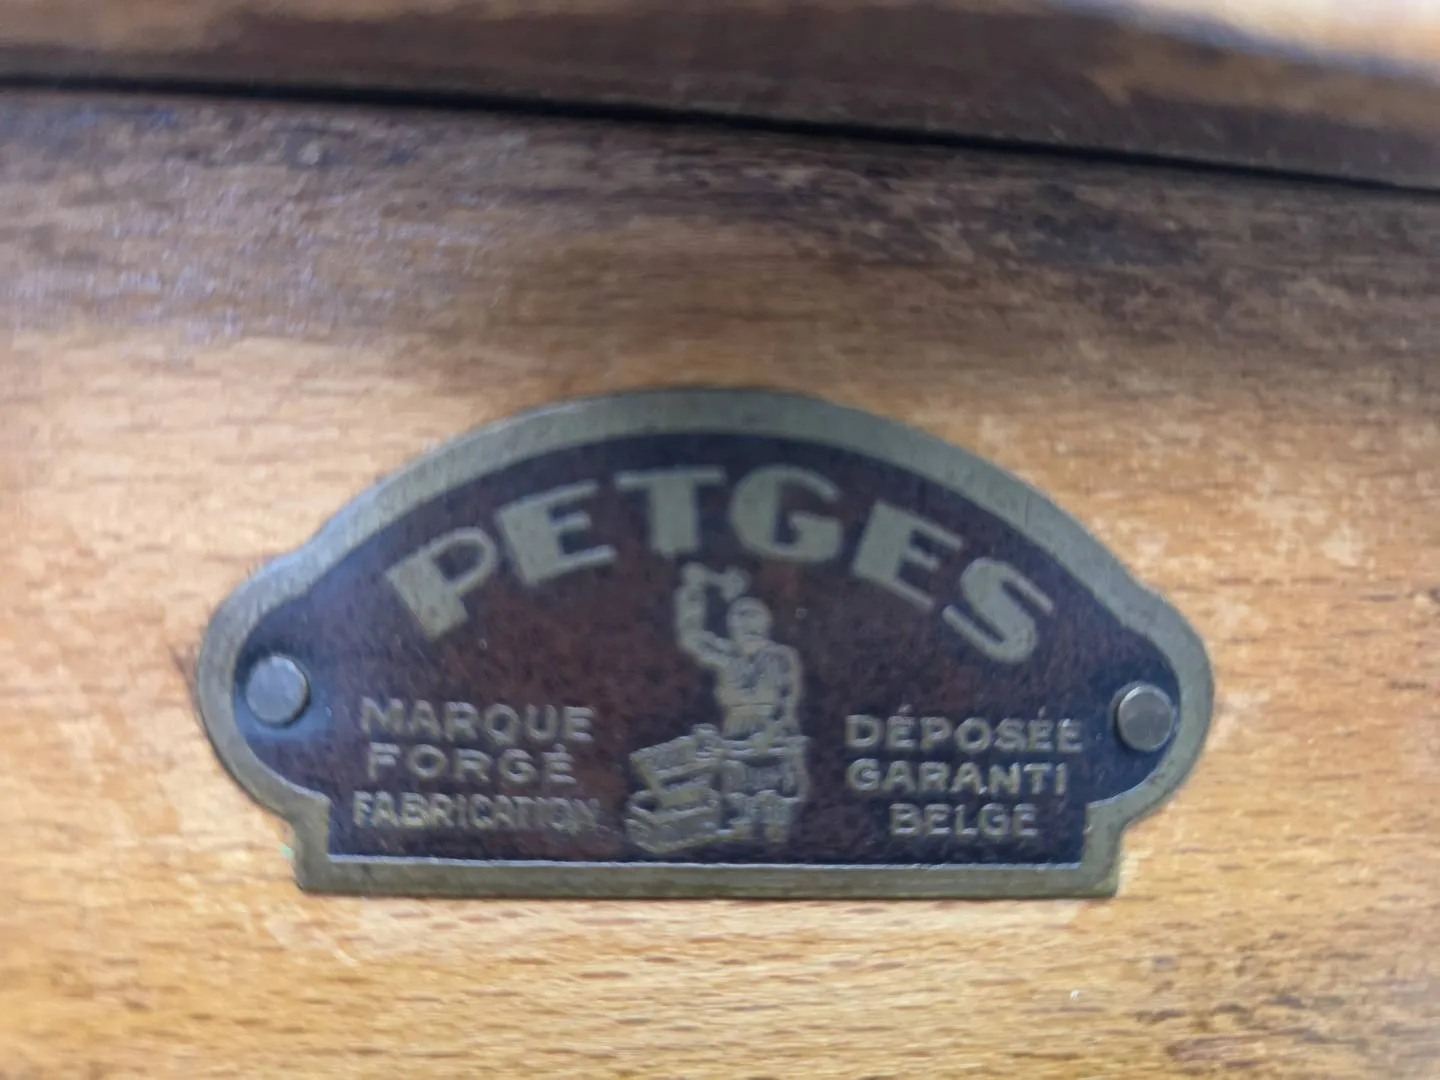 PETGES
MARQUE DÉPOSÉE
FORGÉ GARANTI
FABRICATION BELGE